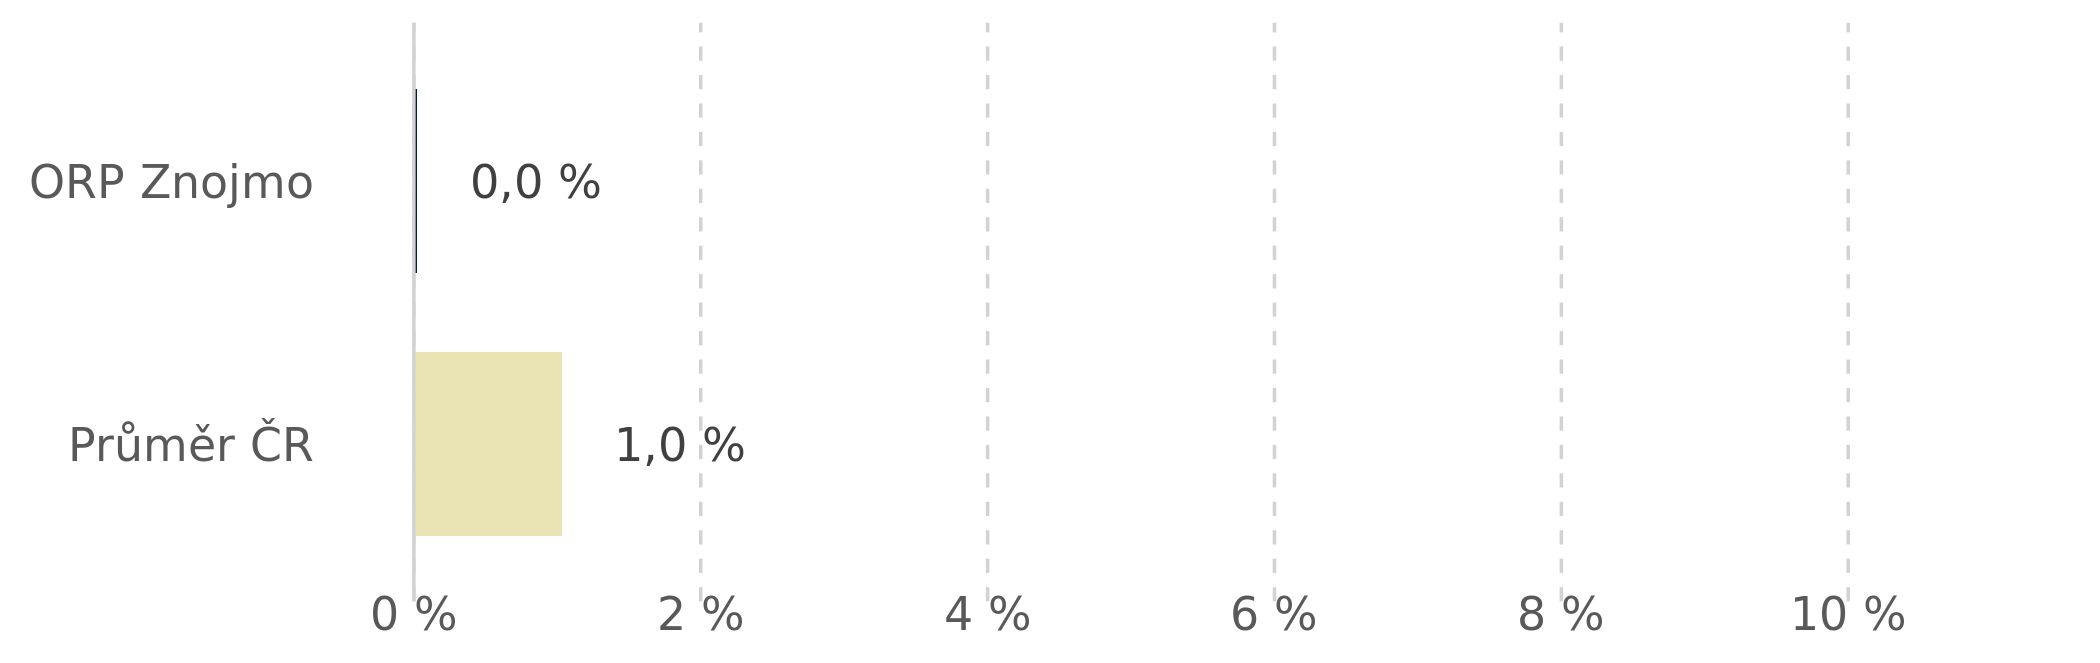 ORP Znojmo 0,0 %
Průměr ČR 1,0 %
0 % 2 % 4 % 6 % 8 % 10 %